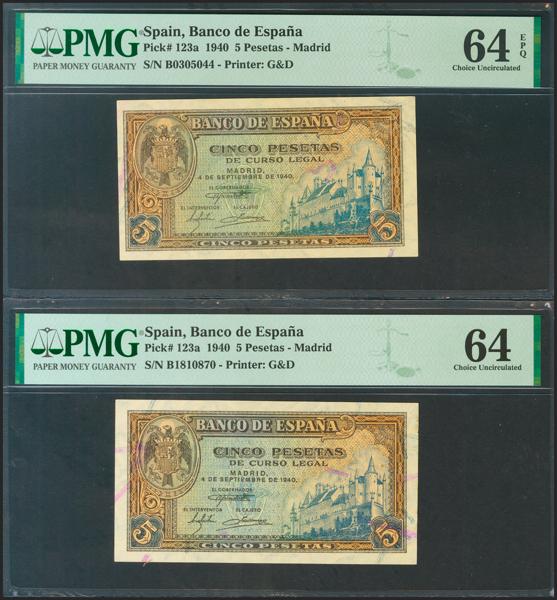 PMG
PAPER MONEY GUARANTY
Spain, Banco de España
Pick# 123a 1940 5 Pesetas - Madrid
S/N B0305044 - Printer: G&D
64 EPQ
Choice Uncirculated
BANCO DE ESPAÑA
CINCO PESETAS
DE CURSO LEGAL
MADRID,
4 DE SEPTIEMBRE DE 1940.
EL GOBERNADOR
EL INTERVENTOR EL CAJERO
5 5
CINCO PESETAS
PMG
PAPER MONEY GUARANTY
Spain, Banco de España
Pick# 123a 1940 5 Pesetas - Madrid
S/N B1810870 - Printer: G&D
64
Choice Uncirculated
BANCO DE ESPAÑA
CINCO PESETAS
DE CURSO LEGAL
MADRID,
4 DE SEPTIEMBRE DE 1940.
EL GOBERNADOR
EL INTERVENTOR EL CAJERO
5 5
CINCO PESETAS